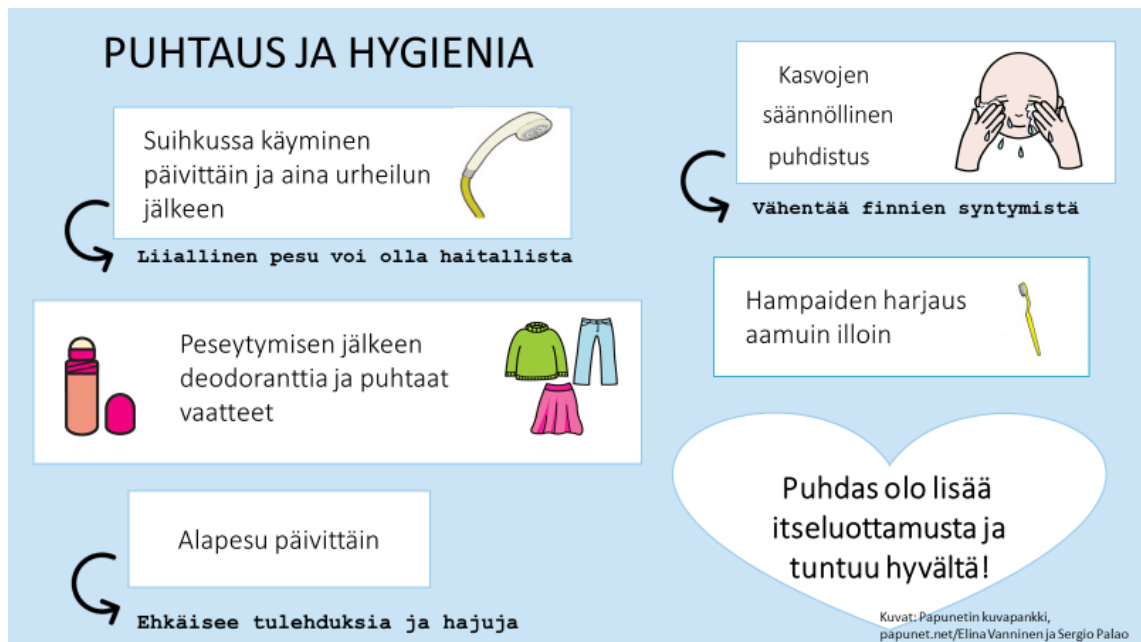 PUHTAUS JA HYGIENIA
Suihkussa käyminen
päivittäin ja aina urheilun
jälkeen
Liiallinen pesu voi olla haitallista
Peseytymisen jälkeen
deodoranttia ja puhtaat
vaatteet
Alapesu päivittäin
Ehkäisee tulehduksia ja hajuja
Kasvojen
säännöllinen
puhdistus
Vähentää finnien syntymistä
Hampaiden harjaus
aamuin illoin
Puhdas olo lisää
itseluottamusta ja
tuntuu hyvältä!
Kuvat: Papunetin kuvapankki,
papunet.net/Elina Vanninen ja Sergio Palao